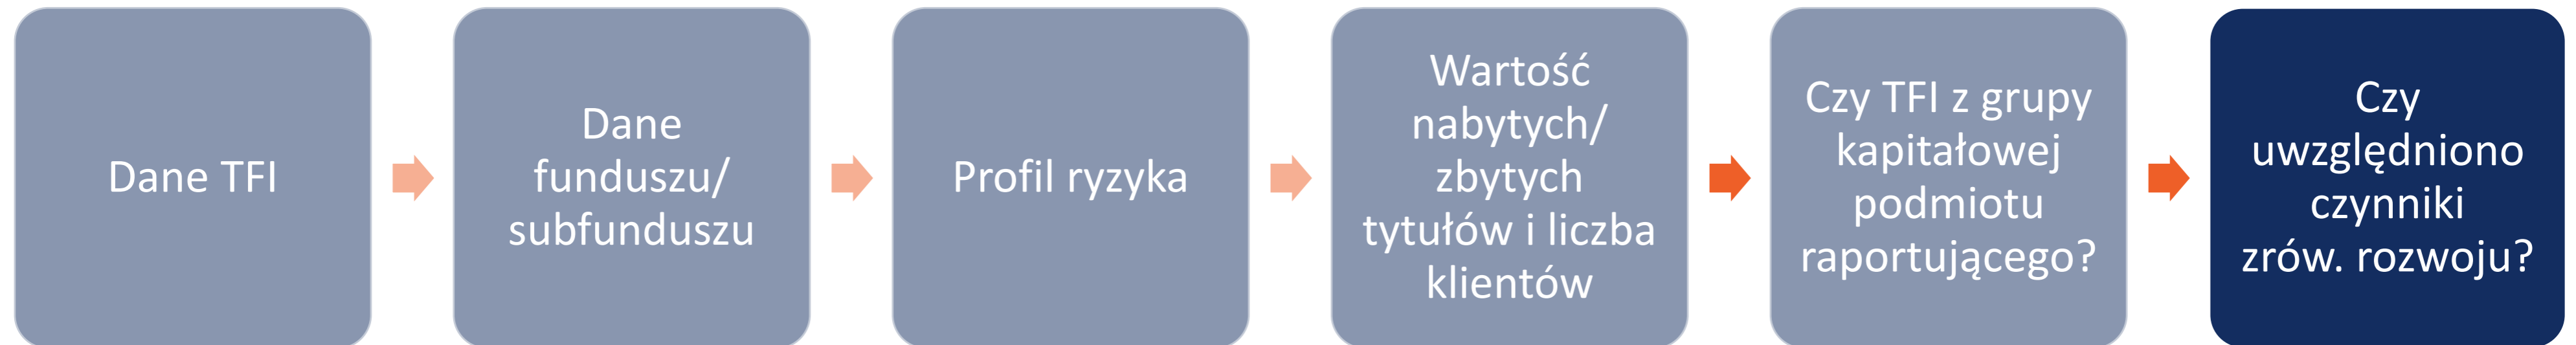 Dane TFI
Dane
funduszu/
subfunduszu
Profil ryzyka
Wartość
nabytych/
zbytych
tytułów i liczba
klientów
Czy TFI z grupy
kapitałowej
podmiotu
raportującego?
Czy
uwzględniono
czynniki
zrów. rozwoju?